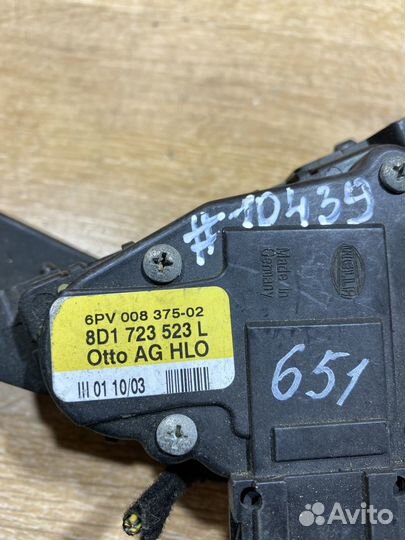 #10439
Made in
Germany
6PV 008 375-02
8D1 723 523 L
Otto AG HLO
III 01 10/03
651
Avito